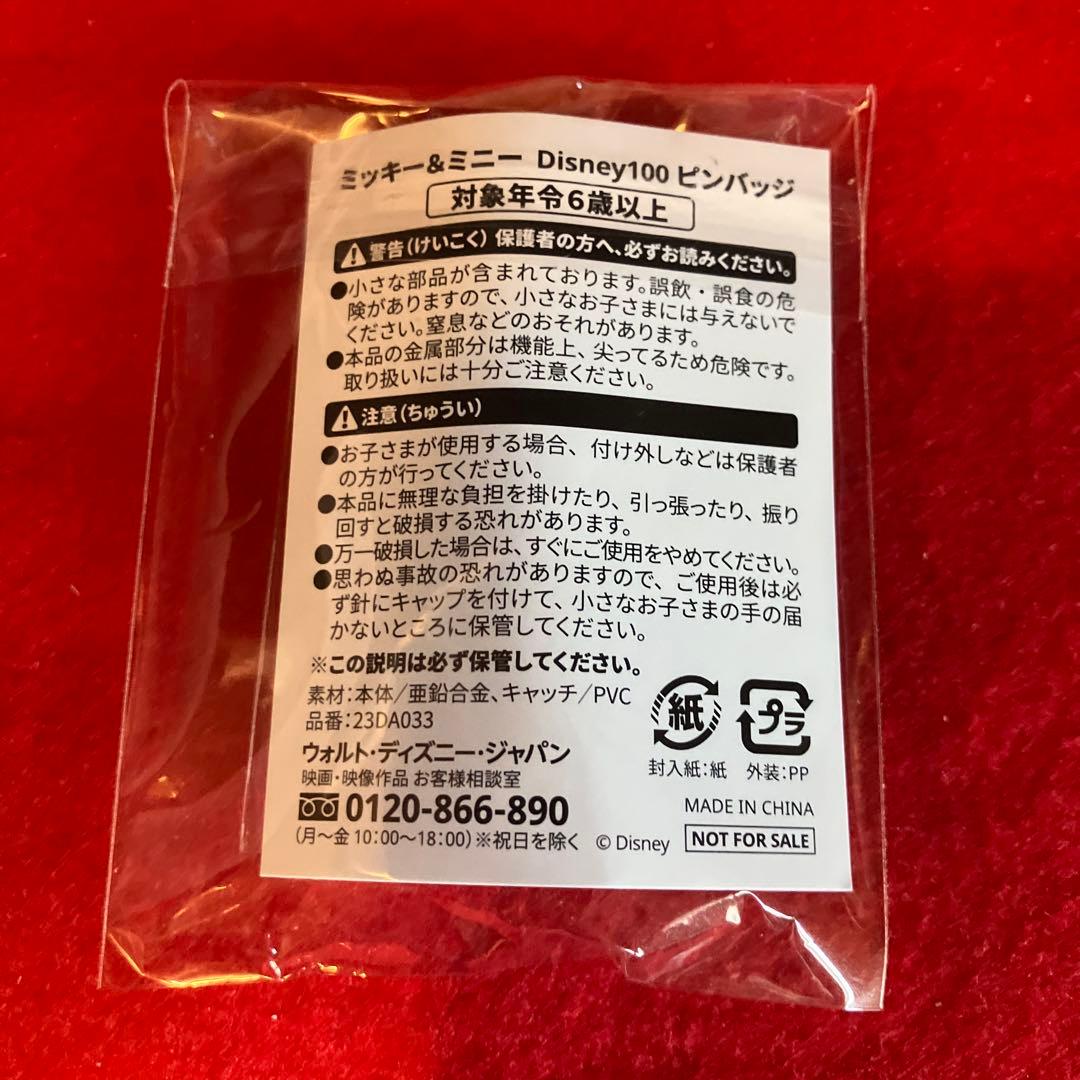 ミッキー&ミニー Disney100 ピンバッジ
対象年令6歳以上
警告(けいこく) 保護者の方へ、必ずお読みください。
●小さな部品が含まれております。誤飲・誤食の危
険がありますので、小さなお子さまには与えないで
ください。窒息などのおそれがあります。
●本品の金属部分は機能上、尖ってるため危険です。
取り扱いには十分ご注意ください。
注意(ちゅうい)
●お子さまが使用する場合、付け外しなどは保護者
の方が行ってください。
●本品に無理な負担を掛けたり、引っ張ったり、振り
回すと破損する恐れがあります。
●万一破損した場合は、すぐにご使用をやめてください。
●思わぬ事故の恐れがありますので、ご使用後は必
ず針にキャップを付けて、小さなお子さまの手の届
かないところに保管してください。
※この説明は必ず保管してください。
素材:本体/亜鉛合金、キャッチ/PVC
品番:23DA033
ウォルト・ディズニー・ジャパン
映画・映像作品 お客様相談室
0120-866-890
(月～金 10:00～18:00)※祝日を除く
© Disney
紙
プラ
封入紙:紙 外装:PP
MADE IN CHINA
NOT FOR SALE